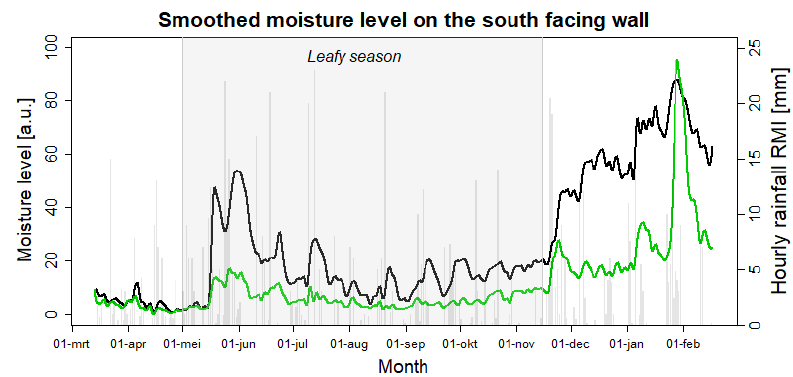 Smoothed moisture level on the south facing wall
Leafy season
Moisture level [a.u.]
100
80
60
40
20
0
Hourly rainfall RMI [mm]
25
20
15
10
5
0
01-mrt 01-apr 01-mei 01-jun 01-jul 01-aug 01-sep 01-okt 01-nov 01-dec 01-jan 01-feb
Month